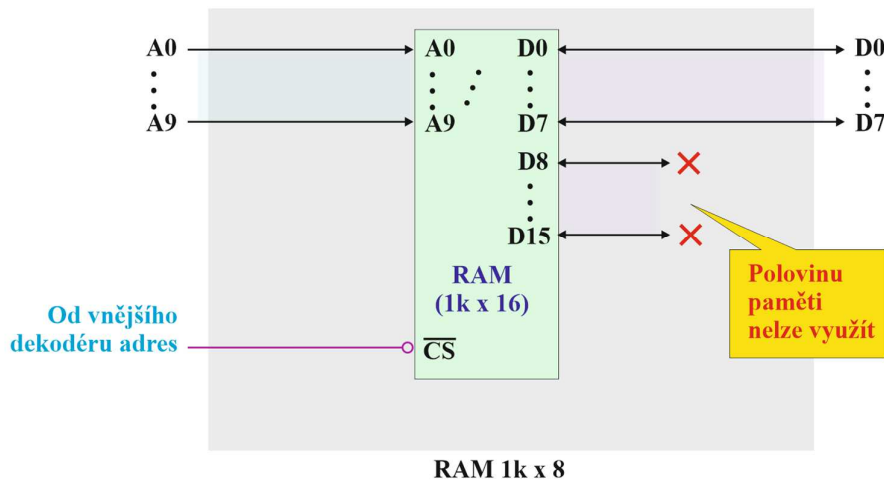 A0 A0 D0 D0
A9 A9 D7 D7
D8
D15
RAM
(1k x 16)
Polovinu
paměti
nelze využít
Od vnějšího
dekodéru adres
CS
RAM 1k x 8